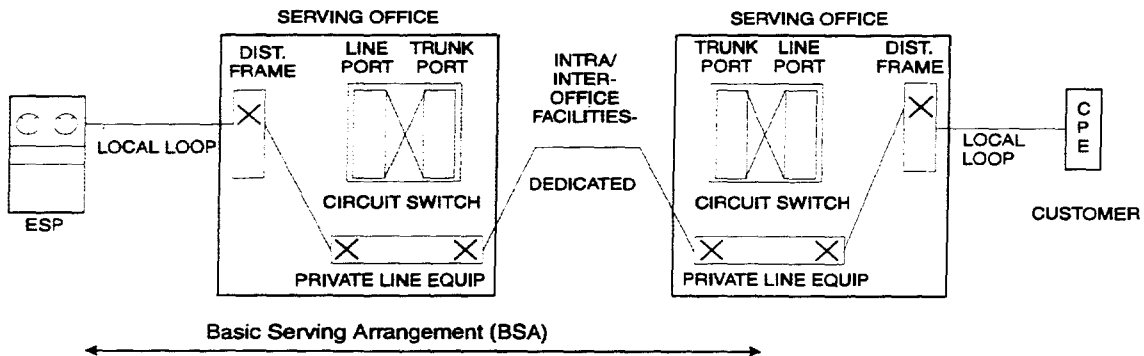 SERVING OFFICE
DIST.
FRAME
LINE
PORT
TRUNK
PORT
LOCAL LOOP
ESP
CIRCUIT SWITCH
PRIVATE LINE EQUIP
INTRA/
INTER-
OFFICE
FACILITIES-
DEDICATED
SERVING OFFICE
TRUNK
PORT
LINE
PORT
DIST.
FRAME
CIRCUIT SWITCH
PRIVATE LINE EQUIP
LOCAL
LOOP
C
P
E
CUSTOMER
Basic Serving Arrangement (BSA)